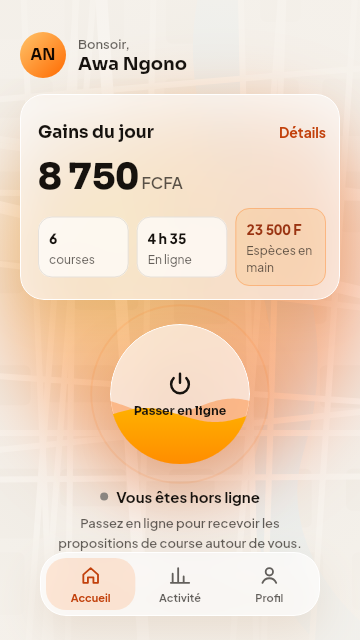 AN
Bonsoir,
Awa Ngono
Gains du jour
Détails
8 750 FCFA
6
courses
4 h 35
En ligne
23 500 F
Espèces en
main
Passer en ligne
Vous êtes hors ligne
Passez en ligne pour recevoir les
propositions de course autour de vous.
Accueil
Activité
Profil